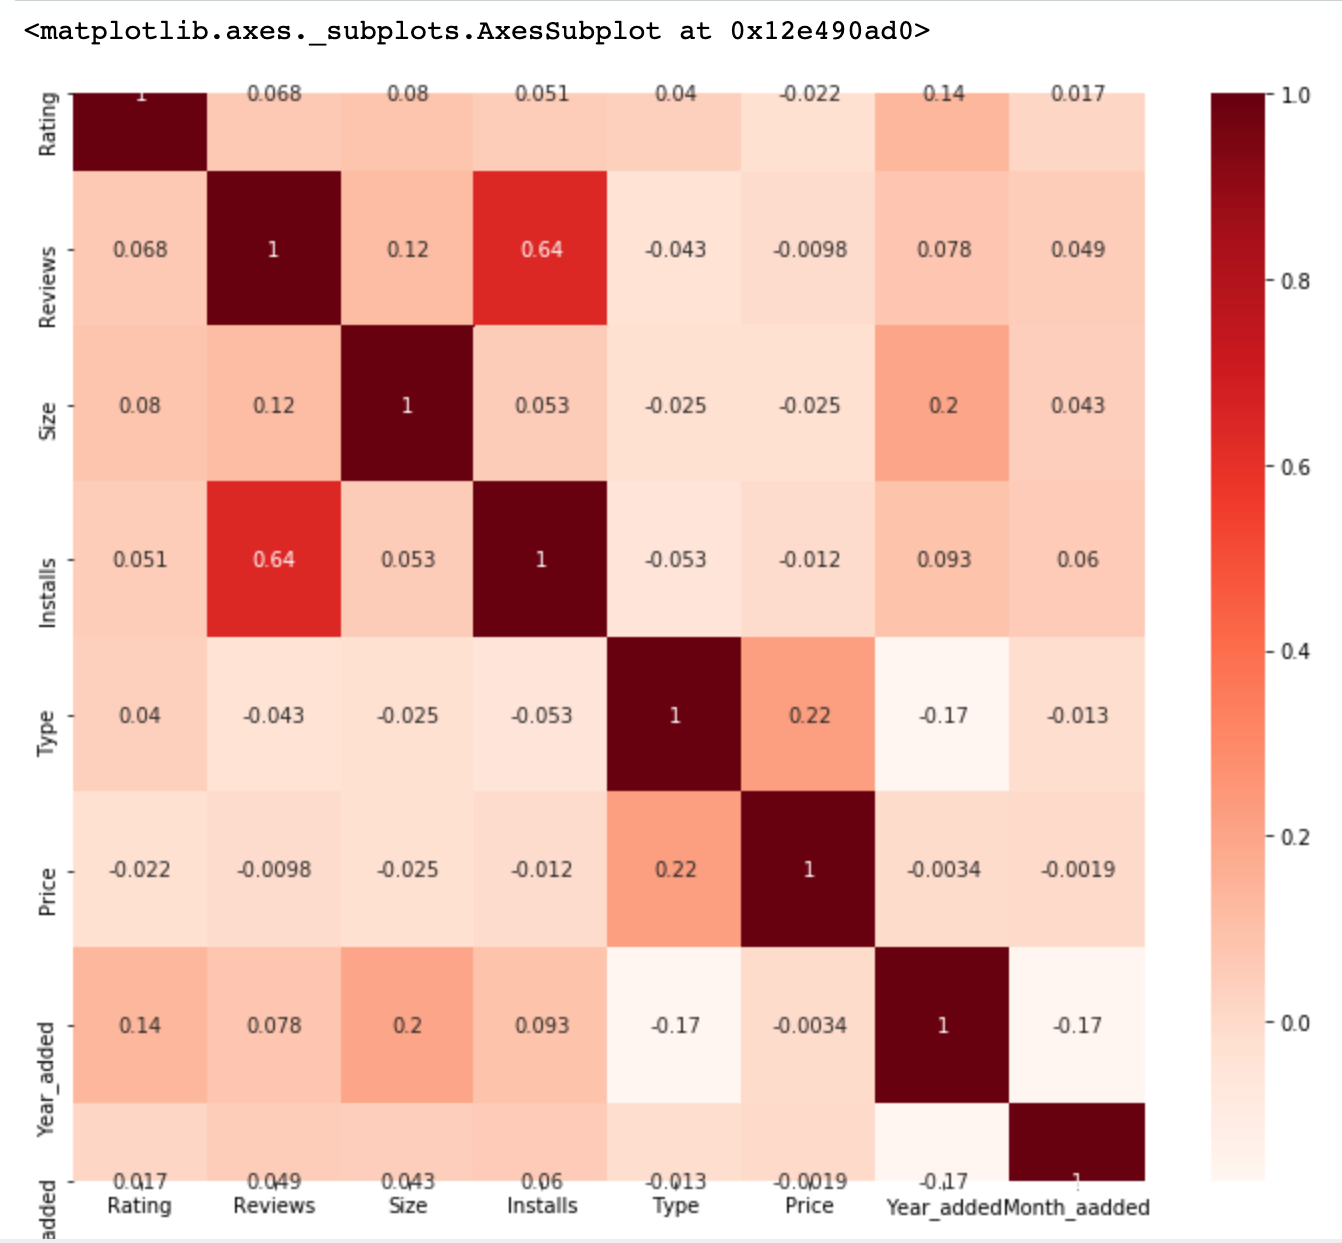 <matplotlib.axes._subplots.AxesSubplot at 0x12e490ad0>
Rating 1 0.068 0.08 0.051 0.04 -0.022 0.14 0.017
Reviews 0.068 1 0.12 0.64 -0.043 -0.0098 0.078 0.049
Size 0.08 0.12 1 0.053 -0.025 -0.025 0.2 0.043
Installs 0.051 0.64 0.053 1 -0.053 -0.012 0.093 0.06
Type 0.04 -0.043 -0.025 -0.053 1 0.22 -0.17 -0.013
Price -0.022 -0.0098 -0.025 -0.012 0.22 1 -0.0034 -0.0019
Year_added 0.14 0.078 0.2 0.093 -0.17 -0.0034 1 -0.17
added 0.017 0.049 0.043 0.06 -0.013 -0.0019 -0.17 1
Rating Reviews Size Installs Type Price Year_added Month_aadded
1.0
0.8
0.6
0.4
0.2
0.0